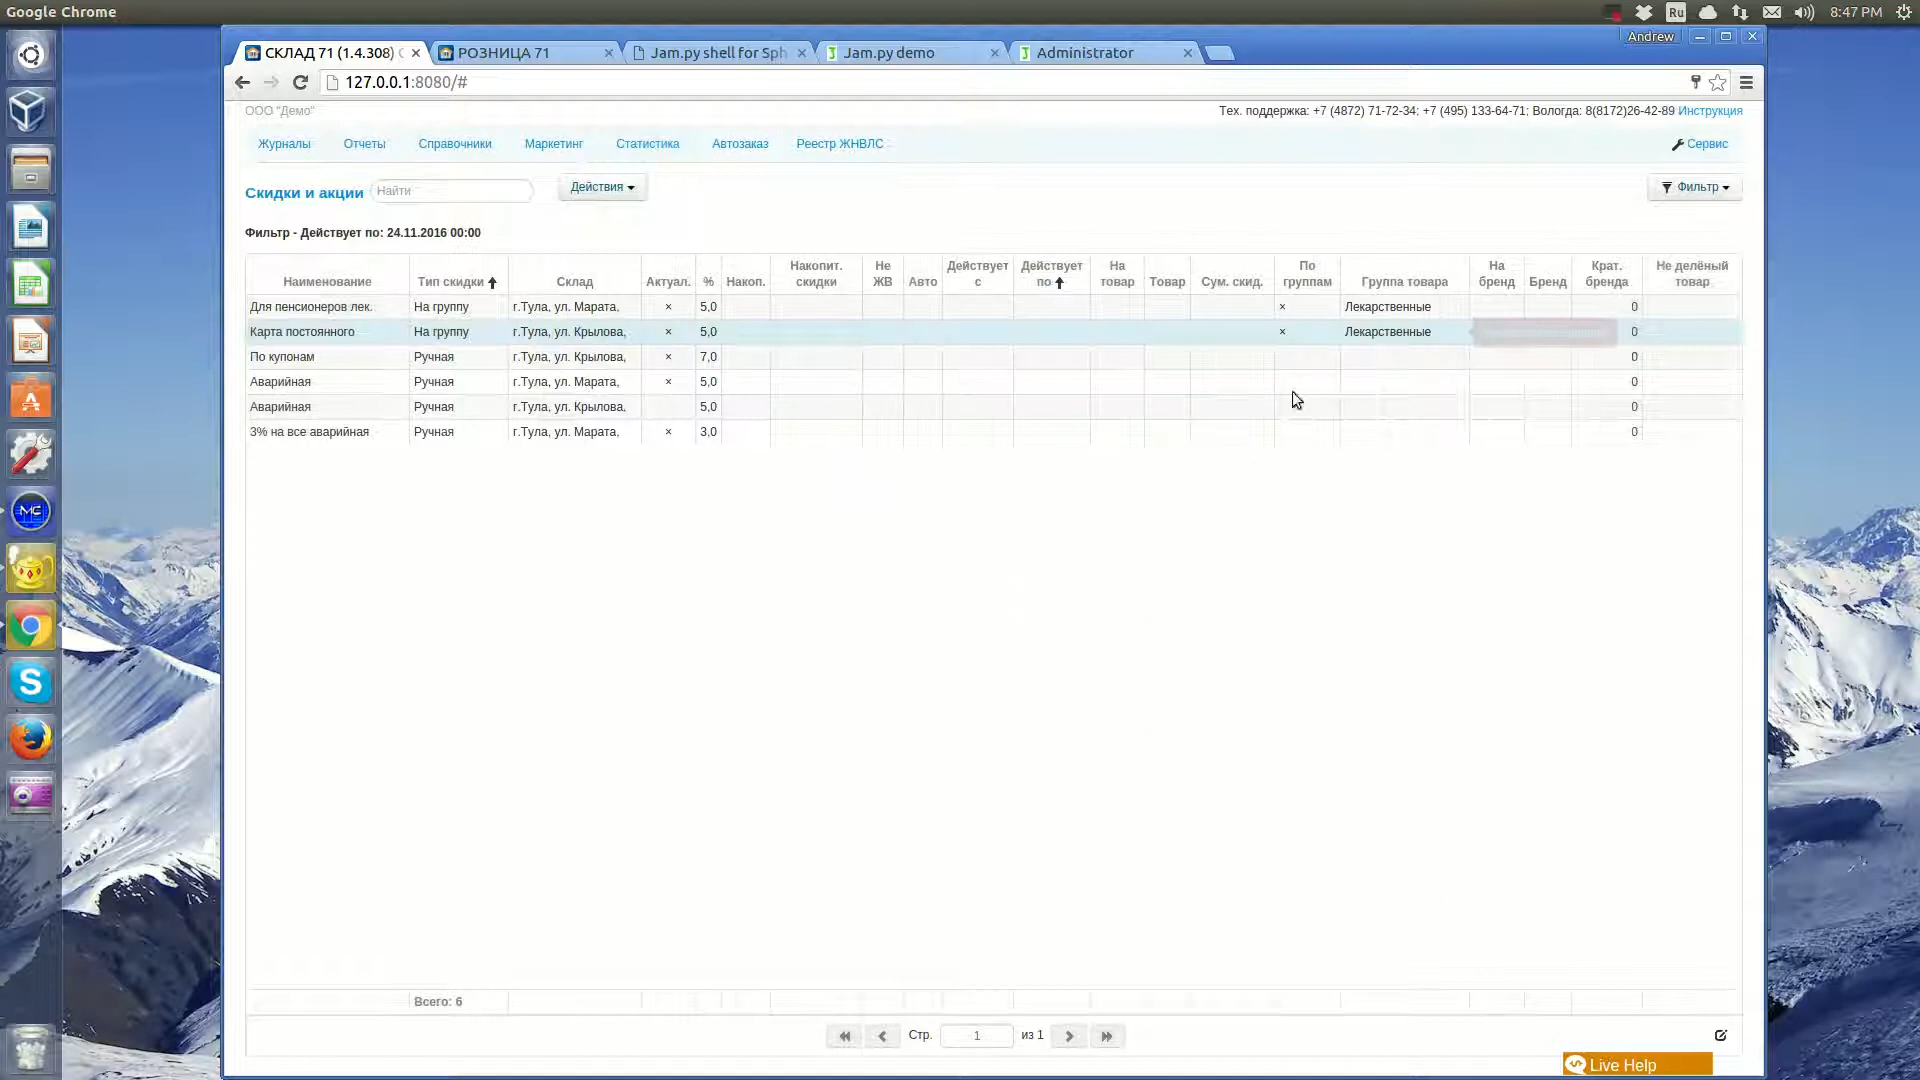 Google Chrome
Ru
8:47 PM
Andrew
СКЛАД 71 (1.4.308)
РОЗНИЦА 71
Jam.py shell for Sph
Jam.py demo
Administrator
127.0.0.1:8080/#
ООО "Демо"
Тех. поддержка: +7 (4872) 71-72-34; +7 (495) 133-64-71; Вологда: 8(8172)26-42-89 Инструкция
Журналы Отчеты Справочники Маркетинг Статистика Автозаказ Реестр ЖНВЛС Сервис
Скидки и акции Найти Действия Фильтр
Фильтр - Действует по: 24.11.2016 00:00
Наименование Тип скидки Склад Актуал. % Накоп. Накопит. скидки Не ЖВ Авто Действует с Действует по На товар Товар Сум. скид. По группам Группа товара На бренд Бренд Крат. бренда Не делёный товар
Для пенсионеров лек. На группу г.Тула, ул. Марата, × 5,0 × Лекарственные 0
Карта постоянного На группу г.Тула, ул. Крылова, × 5,0 × Лекарственные 0
По купонам Ручная г.Тула, ул. Крылова, × 7,0 0
Аварийная Ручная г.Тула, ул. Марата, × 5,0 0
Аварийная Ручная г.Тула, ул. Крылова, 5,0 0
3% на все аварийная Ручная г.Тула, ул. Марата, × 3,0 0
Всего: 6
Стр. 1 из 1
Live Help